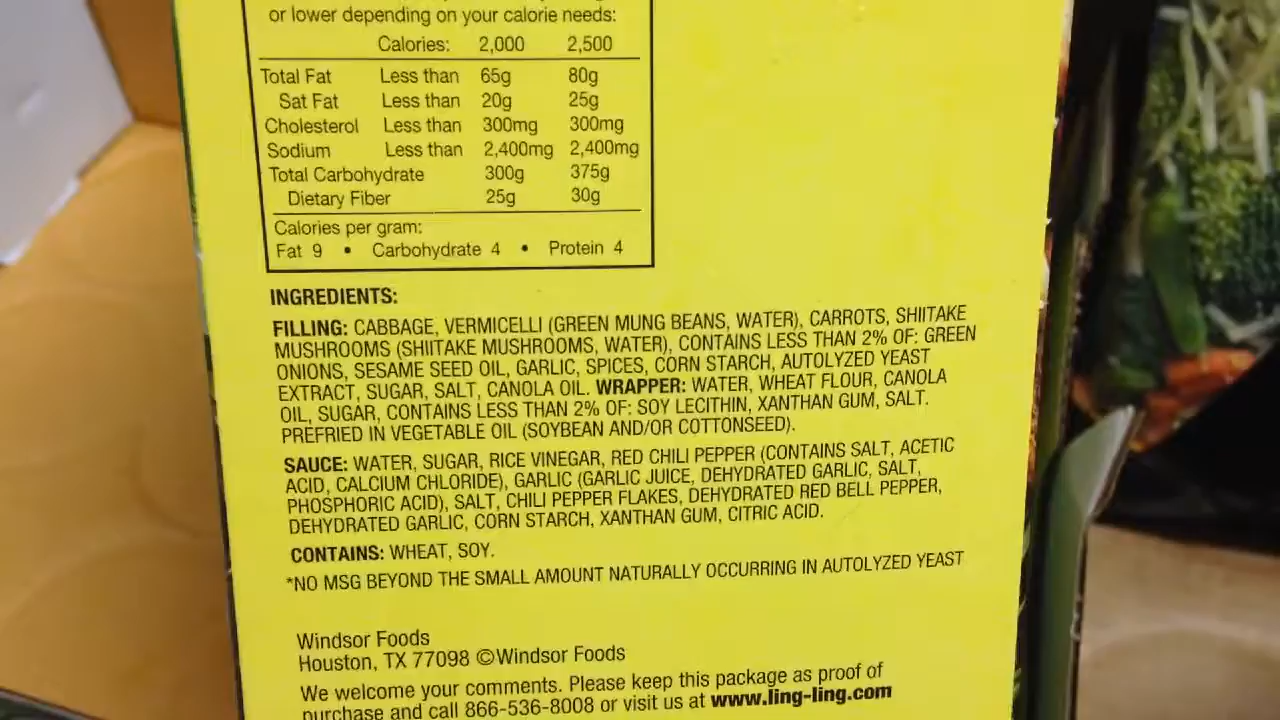 or lower depending on your calorie needs:
Calories: 2,000 2,500
Total Fat Less than 65g 80g
Sat Fat Less than 20g 25g
Cholesterol Less than 300mg 300mg
Sodium Less than 2,400mg 2,400mg
Total Carbohydrate 300g 375g
Dietary Fiber 25g 30g
Calories per gram:
Fat 9 • Carbohydrate 4 • Protein 4
INGREDIENTS:
FILLING: CABBAGE, VERMICELLI (GREEN MUNG BEANS, WATER), CARROTS, SHIITAKE
MUSHROOMS (SHIITAKE MUSHROOMS, WATER), CONTAINS LESS THAN 2% OF: GREEN
ONIONS, SESAME SEED OIL, GARLIC, SPICES, CORN STARCH, AUTOLYZED YEAST
EXTRACT, SUGAR, SALT, CANOLA OIL. WRAPPER: WATER, WHEAT FLOUR, CANOLA
OIL, SUGAR, CONTAINS LESS THAN 2% OF: SOY LECITHIN, XANTHAN GUM, SALT.
PREFRIED IN VEGETABLE OIL (SOYBEAN AND/OR COTTONSEED).
SAUCE: WATER, SUGAR, RICE VINEGAR, RED CHILI PEPPER (CONTAINS SALT, ACETIC
ACID, CALCIUM CHLORIDE), GARLIC (GARLIC JUICE, DEHYDRATED GARLIC, SALT,
PHOSPHORIC ACID), SALT, CHILI PEPPER FLAKES, DEHYDRATED RED BELL PEPPER,
DEHYDRATED GARLIC, CORN STARCH, XANTHAN GUM, CITRIC ACID.
CONTAINS: WHEAT, SOY.
*NO MSG BEYOND THE SMALL AMOUNT NATURALLY OCCURRING IN AUTOLYZED YEAST
Windsor Foods
Houston, TX 77098 ©Windsor Foods
We welcome your comments. Please keep this package as proof of
purchase and call 866-536-8008 or visit us at www.ling-ling.com